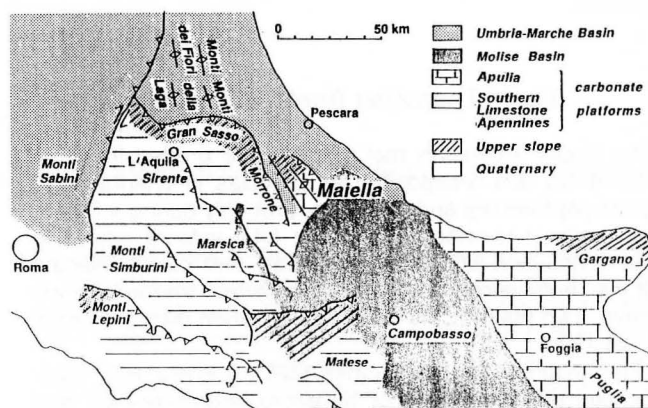 0 50 km
Umbria-Marche Basin
Molise Basin
Apulia
Southern
Limestone
Apennines
carbonate
platforms
Upper slope
Quaternary
Monti
dei Fiori
Monti
della
Laga
Pescara
Gran Sasso
L'Aquila
Sirente
Morrone
Monti
Sabini
Maiella
Roma
Marsica
Monti
Simburini
Gargano
Monti
Lepini
Campobasso
Foggia
Matese
Puglia